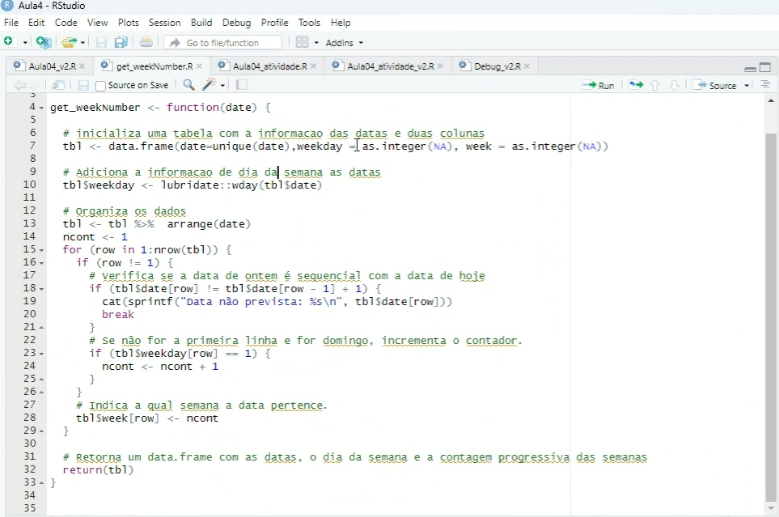 Aula4 - RStudio
File Edit Code View Plots Session Build Debug Profile Tools Help
Go to file/function Addins
Aula04_v2.R get_weekNumber.R Aula04_atividade.R Aula04_atividade_v2.R Debug_v2.R
Source on Save Run Source
3
4 get_weekNumber <- function(date) {
5
6 # inicializa uma tabela com a informacao das datas e duas colunas
7 tbl <- data.frame(date=unique(date),weekday = as.integer(NA), week = as.integer(NA))
8
9 # Adiciona a informacao de dia da semana as datas
10 tbl$weekday <- lubridate::wday(tbl$date)
11
12 # Organiza os dados
13 tbl <- tbl %>% arrange(date)
14 ncont <- 1
15 for (row in 1:nrow(tbl)) {
16 if (row != 1) {
17 # Verifica se a data de ontem é sequencial com a data de hoje
18 if (tbl$date[row] != tbl$date[row - 1] + 1) {
19 cat(sprintf("Data não prevista: %s\n", tbl$date[row]))
20 break
21 }
22 # Se não for a primeira linha e for domingo, incrementa o contador.
23 if (tbl$weekday[row] == 1) {
24 ncont <- ncont + 1
25 }
26 }
27 # Indica a qual semana a data pertence.
28 tbl$week[row] <- ncont
29 }
30
31 # Retorna um data.frame com as datas, o dia da semana e a contagem progressiva das semanas
32 return(tbl)
33 }
34
35